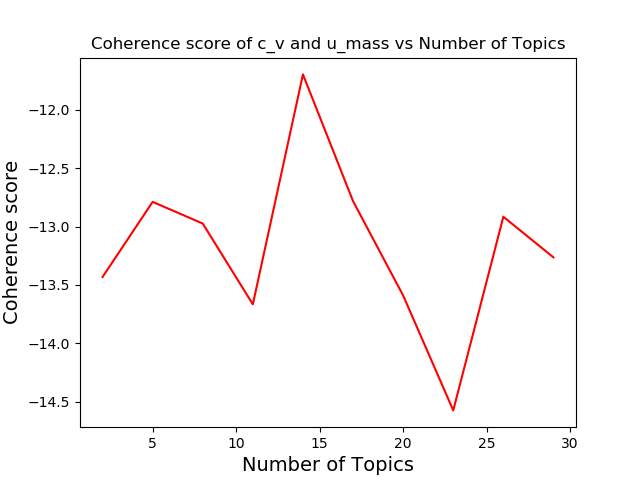 Coherence score of c_v and u_mass vs Number of Topics
Coherence score
−12.0
−12.5
−13.0
−13.5
−14.0
−14.5
5 10 15 20 25 30
Number of Topics